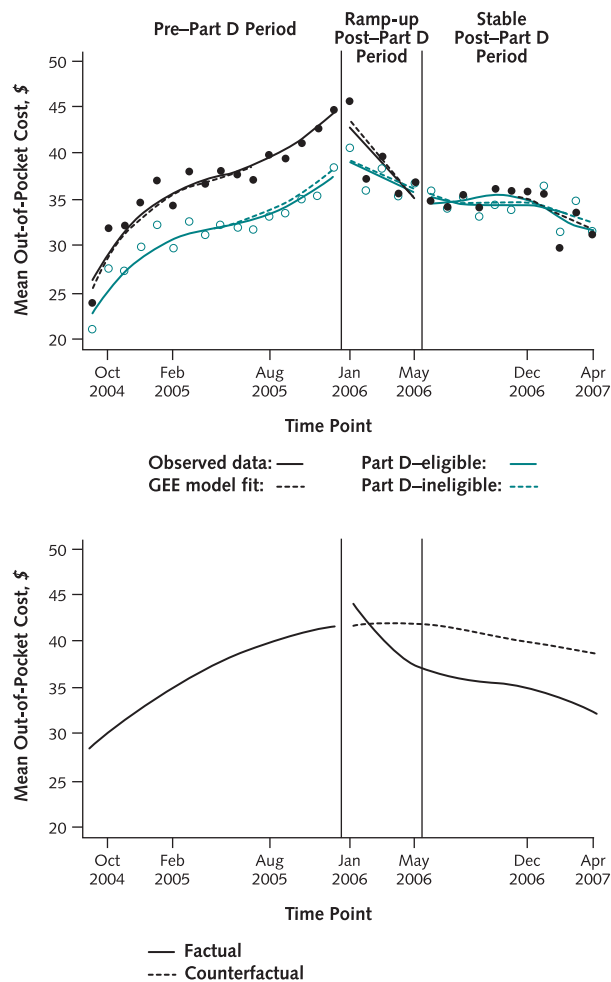 Pre–Part D Period
Ramp-up
Post–Part D
Period
Stable
Post–Part D
Period
Mean Out-of-Pocket Cost, $
50
45
40
35
30
25
20
Oct
2004
Feb
2005
Aug
2005
Jan
2006
May
2006
Dec
2006
Apr
2007
Time Point
Observed data:
GEE model fit:
Part D–eligible:
Part D–ineligible:
Mean Out-of-Pocket Cost, $
50
45
40
35
30
25
20
Oct
2004
Feb
2005
Aug
2005
Jan
2006
May
2006
Dec
2006
Apr
2007
Time Point
Factual
Counterfactual